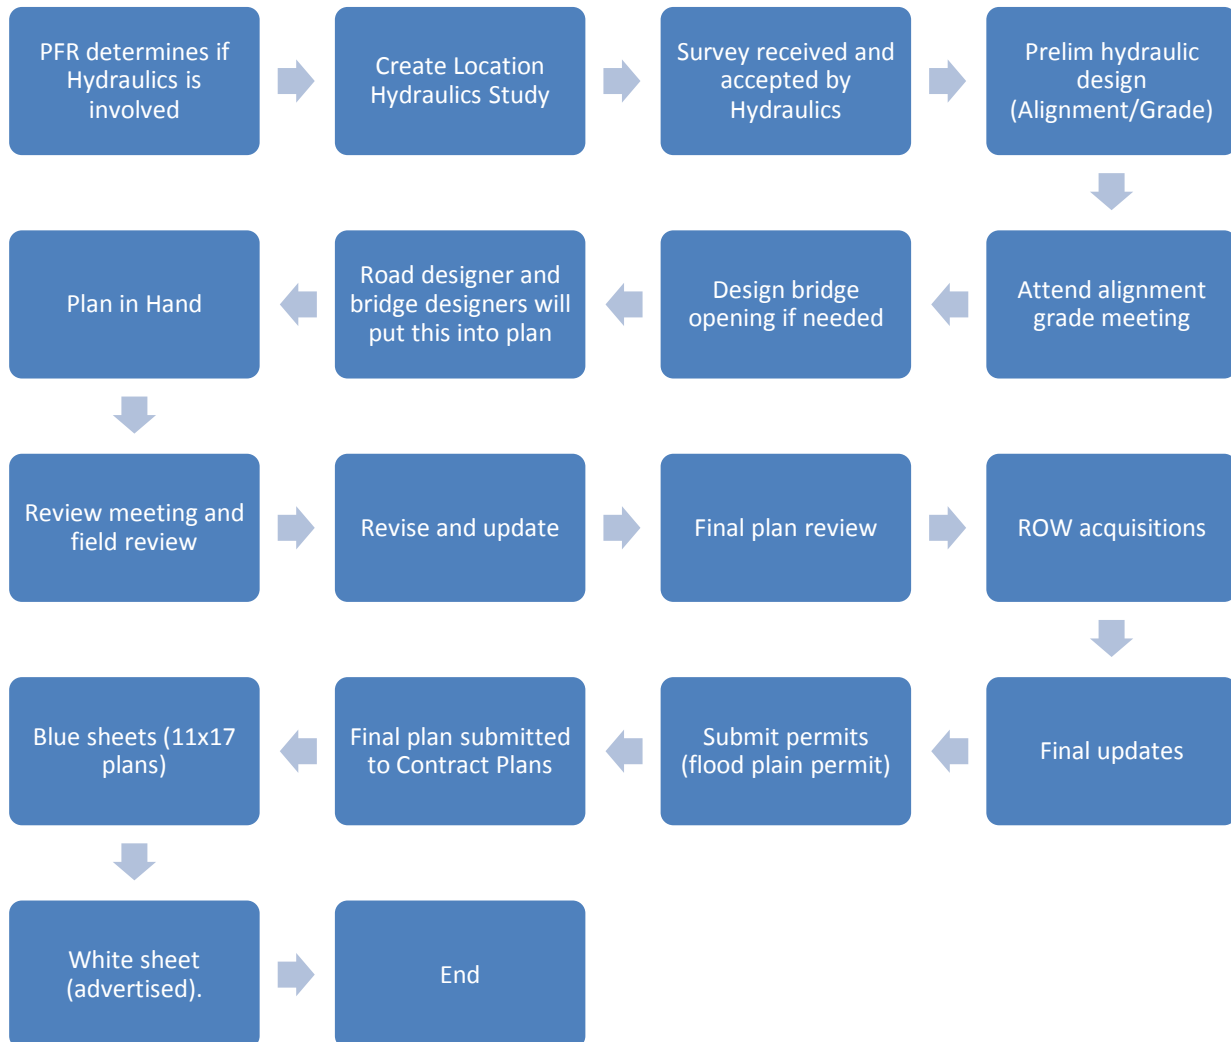 PFR determines if
Hydraulics is
involved
Create Location
Hydraulics Study
Survey received and
accepted by
Hydraulics
Prelim hydraulic
design
(Alignment/Grade)
Attend alignment
grade meeting
Design bridge
opening if needed
Road designer and
bridge designers will
put this into plan
Plan in Hand
Review meeting and
field review
Revise and update
Final plan review
ROW acquisitions
Final updates
Submit permits
(flood plain permit)
Final plan submitted
to Contract Plans
Blue sheets (11x17
plans)
White sheet
(advertised).
End